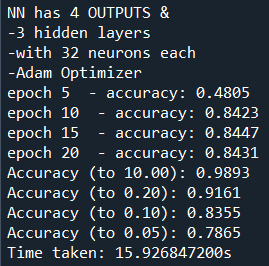 NN has 4 OUTPUTS &
-3 hidden layers
-with 32 neurons each
-Adam Optimizer
epoch 5  - accuracy: 0.4805
epoch 10  - accuracy: 0.8423
epoch 15  - accuracy: 0.8447
epoch 20  - accuracy: 0.8431
Accuracy (to 10.00): 0.9893
Accuracy (to 0.20): 0.9161
Accuracy (to 0.10): 0.8355
Accuracy (to 0.05): 0.7865
Time taken: 15.926847200s